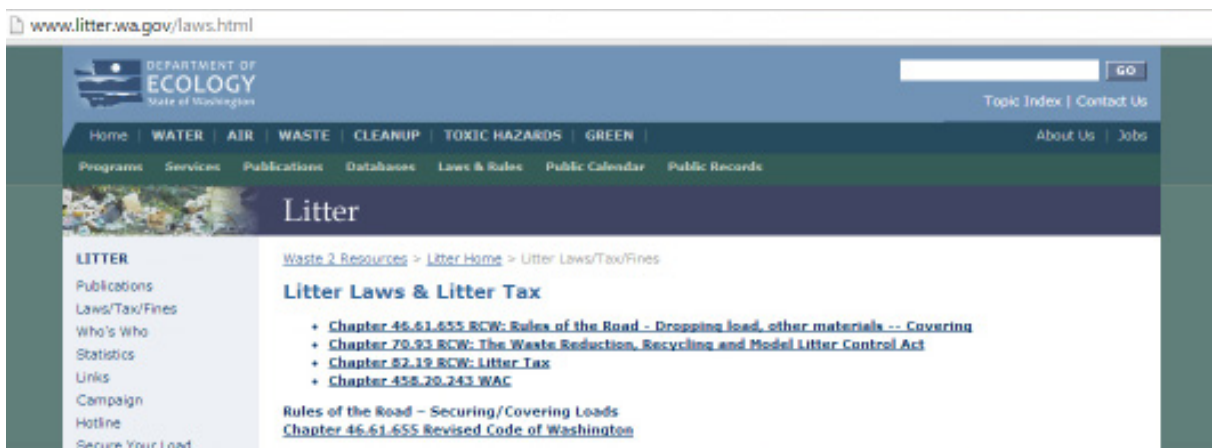 www.litter.wa.gov/laws.html
DEPARTMENT OF
ECOLOGY
State of Washington
GO
Topic Index | Contact Us
Home | WATER | AIR | WASTE | CLEANUP | TOXIC HAZARDS | GREEN |
About Us | Jobs
Programs Services Publications Databases Laws & Rules Public Calendar Public Records
Litter
LITTER
Publications
Laws/Tax/Fines
Who's Who
Statistics
Links
Campaign
Hotline
Secure Your Load
Waste 2 Resources > Litter Home > Litter Laws/Tax/Fines
Litter Laws & Litter Tax
• Chapter 46.61.655 RCW: Rules of the Road - Dropping load, other materials -- Covering
• Chapter 70.93 RCW: The Waste Reduction, Recycling and Model Litter Control Act
• Chapter 82.19 RCW: Litter Tax
• Chapter 458.20.243 WAC
Rules of the Road – Securing/Covering Loads
Chapter 46.61.655 Revised Code of Washington